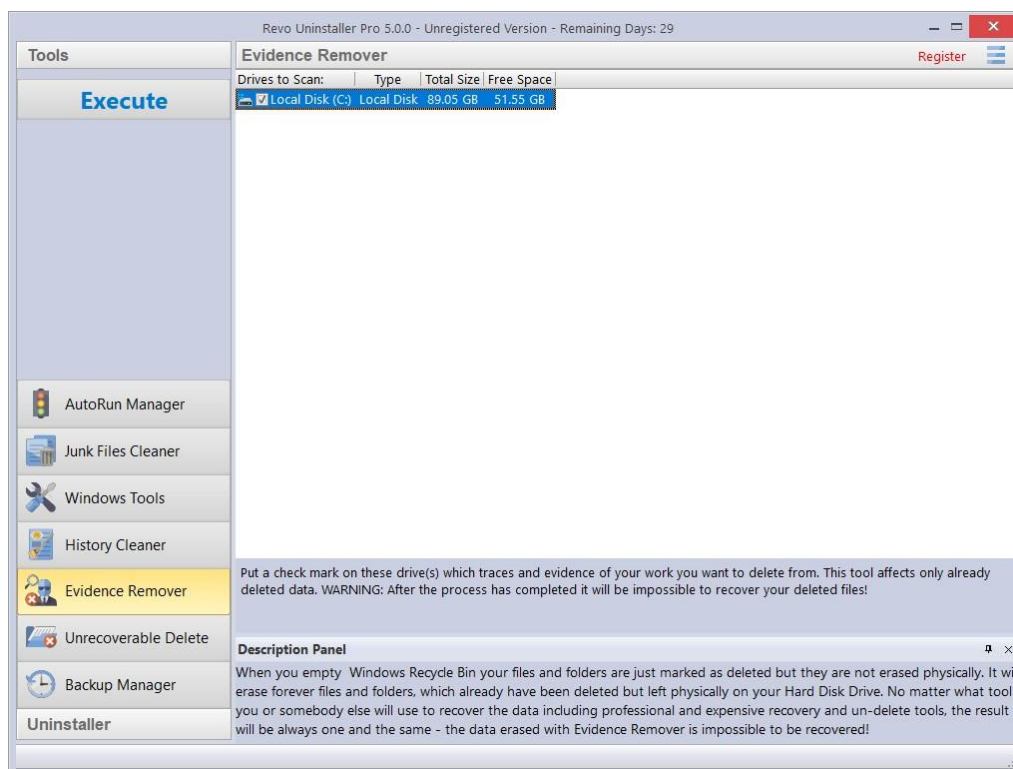 Revo Uninstaller Pro 5.0.0 - Unregistered Version - Remaining Days: 29
Tools
Evidence Remover
Register
Execute
Drives to Scan: Type Total Size Free Space
Local Disk (C:) Local Disk 89.05 GB 51.55 GB
AutoRun Manager
Junk Files Cleaner
Windows Tools
History Cleaner
Evidence Remover
Unrecoverable Delete
Backup Manager
Uninstaller
Put a check mark on these drive(s) which traces and evidence of your work you want to delete from. This tool affects only already
deleted data. WARNING: After the process has completed it will be impossible to recover your deleted files!
Description Panel
When you empty Windows Recycle Bin your files and folders are just marked as deleted but they are not erased physically. It wi
erase forever files and folders, which already have been deleted but left physically on your Hard Disk Drive. No matter what tool
you or somebody else will use to recover the data including professional and expensive recovery and un-delete tools, the result
will be always one and the same - the data erased with Evidence Remover is impossible to be recovered!